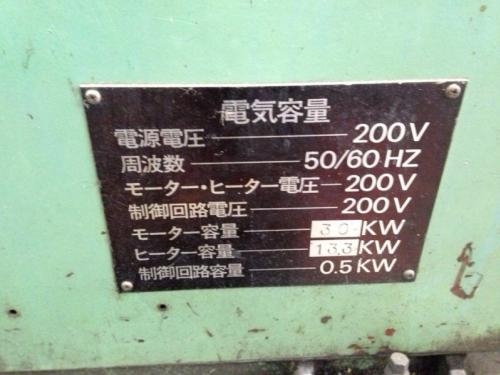 電気容量
電源電圧 200V
周波数 50/60 HZ
モーター・ヒーター電圧 200V
制御回路電圧 200V
モーター容量 30 KW
ヒーター容量 13.3 KW
制御回路容量 0.5 KW